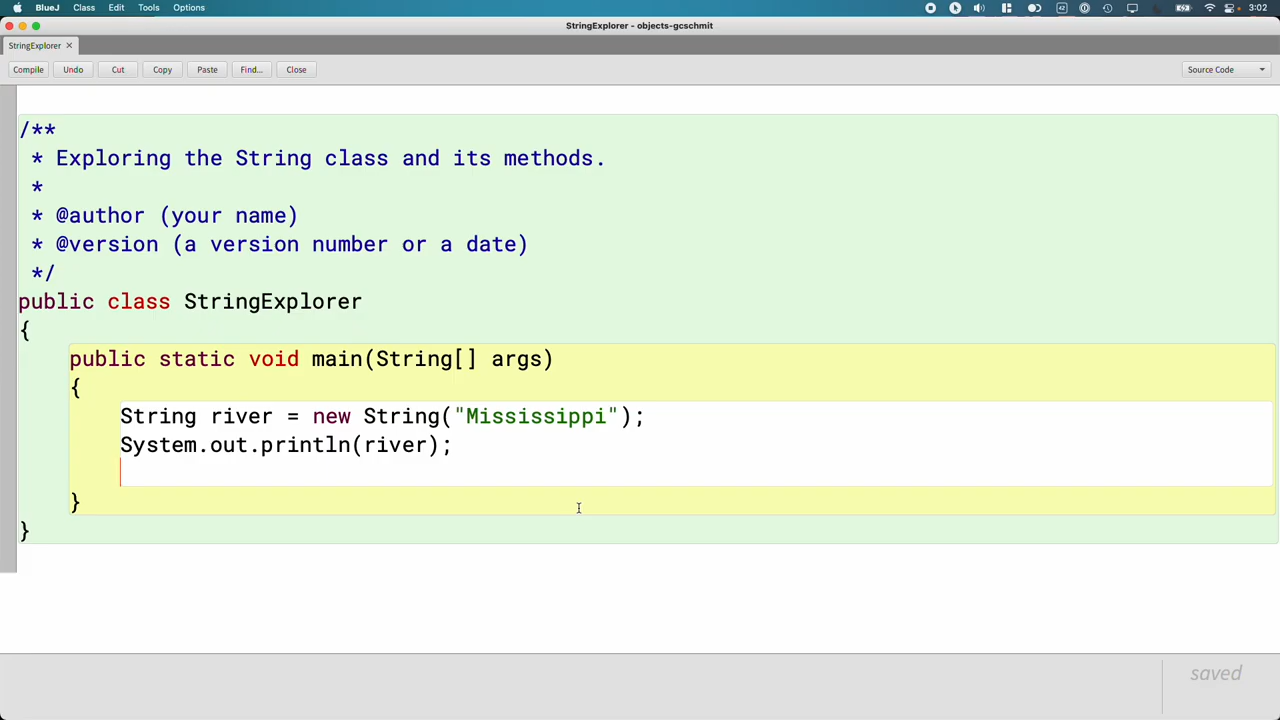 BlueJ Class Edit Tools Options 42 3:02
StringExplorer - objects-gcschmit
StringExplorer ×
Compile Undo Cut Copy Paste Find... Close Source Code
/**
 * Exploring the String class and its methods.
 *
 * @author (your name)
 * @version (a version number or a date)
 */
public class StringExplorer
{
    public static void main(String[] args)
    {
        String river = new String("Mississippi");
        System.out.println(river);
    }
}
saved